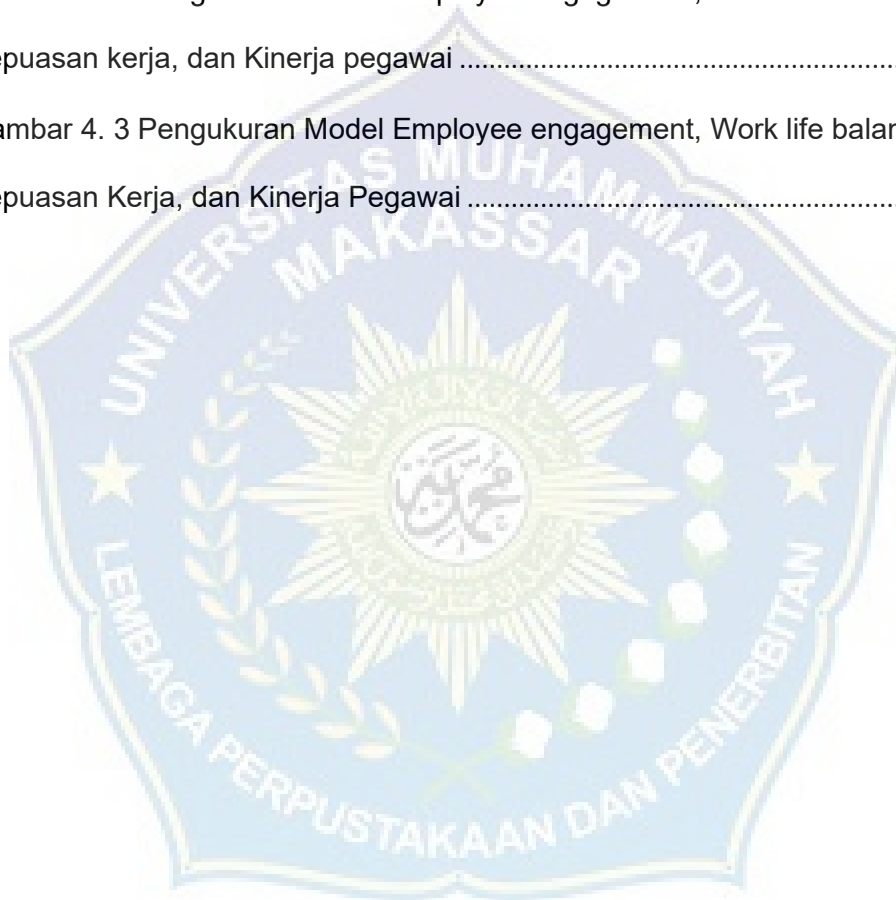 epuasan kerja, dan Kinerja pegawai ..........................................................
ambar 4. 3 Pengukuran Model Employee engagement, Work life balan
epuasan Kerja, dan Kinerja Pegawai .........................................................
UNIVERSITAS MUHAMMADIYAH
MAKASSAR
LEMBAGA PERPUSTAKAAN DAN PENERBITAN